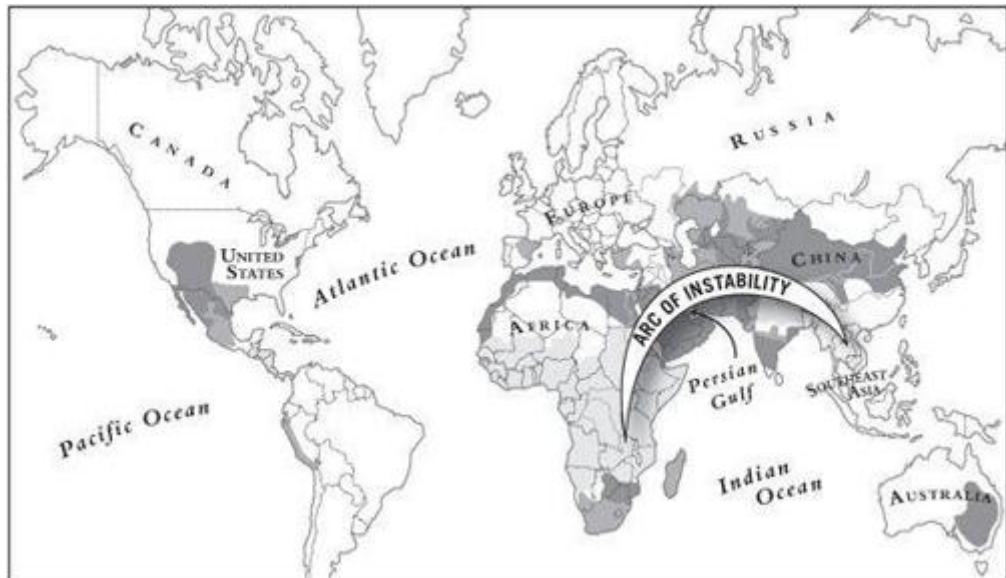 CANADA
RUSSIA
EUROPE
UNITED
STATES
CHINA
Atlantic Ocean
ARC OF INSTABILITY
AFRICA
Persian
Gulf
SOUTHEAST
ASIA
Pacific Ocean
Indian
Ocean
AUSTRALIA